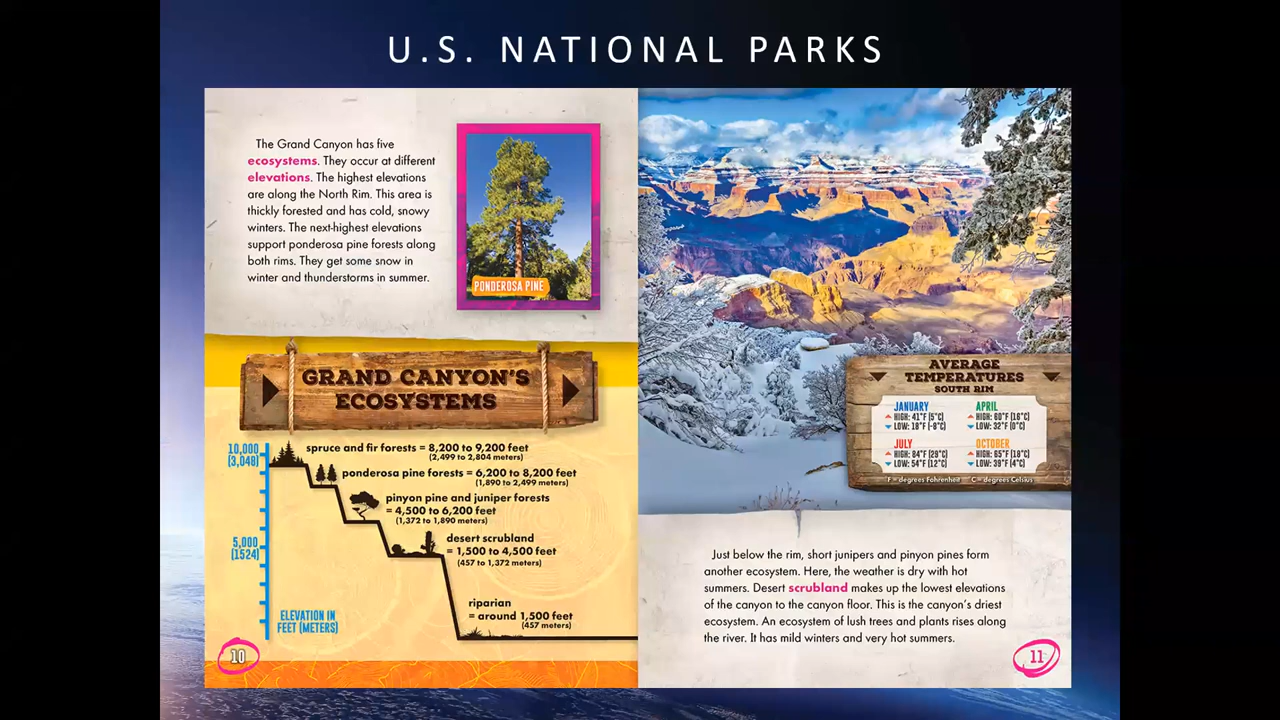 U.S. NATIONAL PARKS
The Grand Canyon has five
ecosystems. They occur at different
elevations. The highest elevations
are along the North Rim. This area is
thickly forested and has cold, snowy
winters. The next-highest elevations
support ponderosa pine forests along
both rims. They get some snow in
winter and thunderstorms in summer.
PONDEROSA PINE
GRAND CANYON'S
ECOSYSTEMS
10,000
(3,048)
5,000
(1524)
ELEVATION IN
FEET (METERS)
spruce and fir forests = 8,200 to 9,200 feet
(2,499 to 2,804 meters)
ponderosa pine forests = 6,200 to 8,200 feet
(1,890 to 2,499 meters)
pinyon pine and juniper forests
= 4,500 to 6,200 feet
(1,372 to 1,890 meters)
desert scrubland
= 1,500 to 4,500 feet
(457 to 1,372 meters)
riparian
= around 1,500 feet
(457 meters)
10
AVERAGE
TEMPERATURES
SOUTH RIM
JANUARY
HIGH: 41°F (5°C)
LOW: 18°F (-8°C)
APRIL
HIGH: 60°F (16°C)
LOW: 32°F (0°C)
JULY
HIGH: 84°F (29°C)
LOW: 54°F (12°C)
OCTOBER
HIGH: 65°F (18°C)
LOW: 39°F (4°C)
°F = degrees Fahrenheit °C = degrees Celsius
Just below the rim, short junipers and pinyon pines form
another ecosystem. Here, the weather is dry with hot
summers. Desert scrubland makes up the lowest elevations
of the canyon to the canyon floor. This is the canyon's driest
ecosystem. An ecosystem of lush trees and plants rises along
the river. It has mild winters and very hot summers.
11